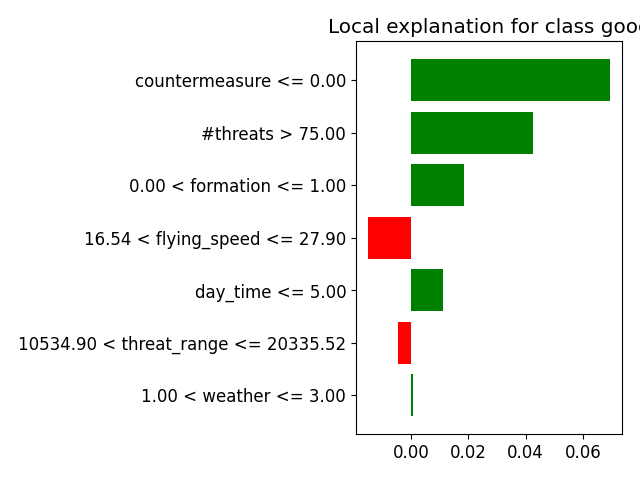 Local explanation for class good
countermeasure <= 0.00
#threats > 75.00
0.00 < formation <= 1.00
16.54 < flying_speed <= 27.90
day_time <= 5.00
10534.90 < threat_range <= 20335.52
1.00 < weather <= 3.00
0.00 0.02 0.04 0.06